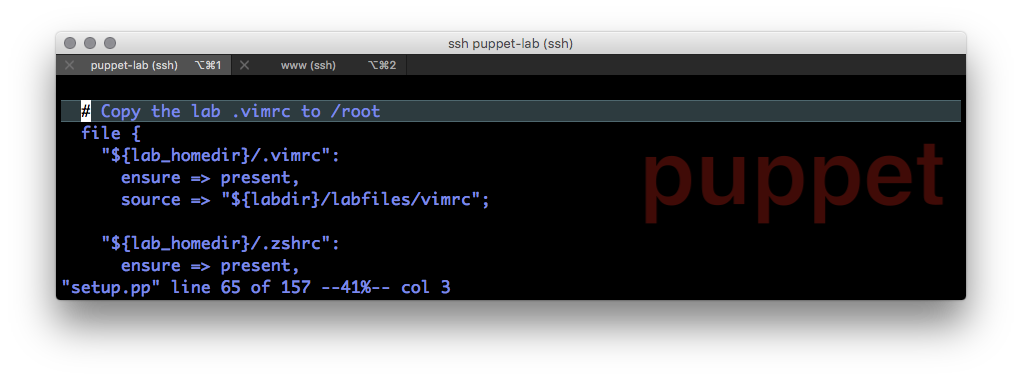 ssh puppet-lab (ssh)
puppet-lab (ssh) ⌥⌘1 www (ssh) ⌥⌘2
# Copy the lab .vimrc to /root
file {
"${lab_homedir}/.vimrc":
ensure => present,
source => "${labdir}/labfiles/vimrc";
puppet
"${lab_homedir}/.zshrc":
ensure => present,
"setup.pp" line 65 of 157 --41%-- col 3